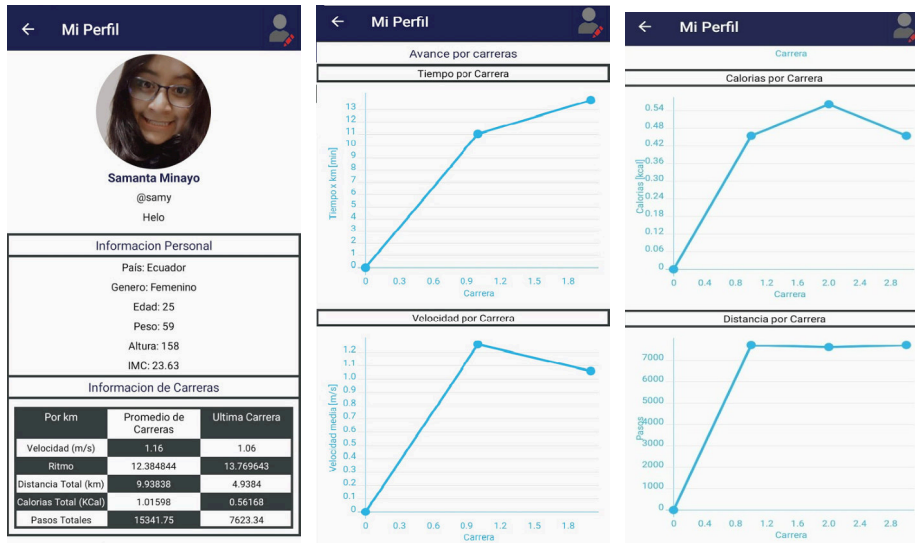 Mi Perfil
Samanta Minayo
@samy
Helo
Informacion Personal
País: Ecuador
Genero: Femenino
Edad: 25
Peso: 59
Altura: 158
IMC: 23.63
Informacion de Carreras
Por km Promedio de Carreras Ultima Carrera
Velocidad (m/s) 1.16 1.06
Ritmo 12.384844 13.769643
Distancia Total (km) 9.93838 4.9384
Calorias Total (KCal) 1.01598 0.56168
Pasos Totales 15341.75 7623.34
Mi Perfil
Avance por carreras
Tiempo por Carrera
Tiempo x km [min]
13
12
11
10
9
8
7
6
5
4
3
2
1
0
0 0.3 0.6 0.9 1.2 1.5 1.8
Carrera
Velocidad por Carrera
Velocidad media [m/s]
1.2
1.1
1.0
0.9
0.8
0.7
0.6
0.5
0.4
0.3
0.2
0.1
0
0 0.3 0.6 0.9 1.2 1.5 1.8
Carrera
Mi Perfil
Carrera
Calorias por Carrera
Calorias [kcal]
0.54
0.48
0.42
0.36
0.30
0.24
0.18
0.12
0.06
0
0 0.4 0.8 1.2 1.6 2.0 2.4 2.8
Carrera
Distancia por Carrera
Pasos
7000
6000
5000
4000
3000
2000
1000
0
0 0.4 0.8 1.2 1.6 2.0 2.4 2.8
Carrera